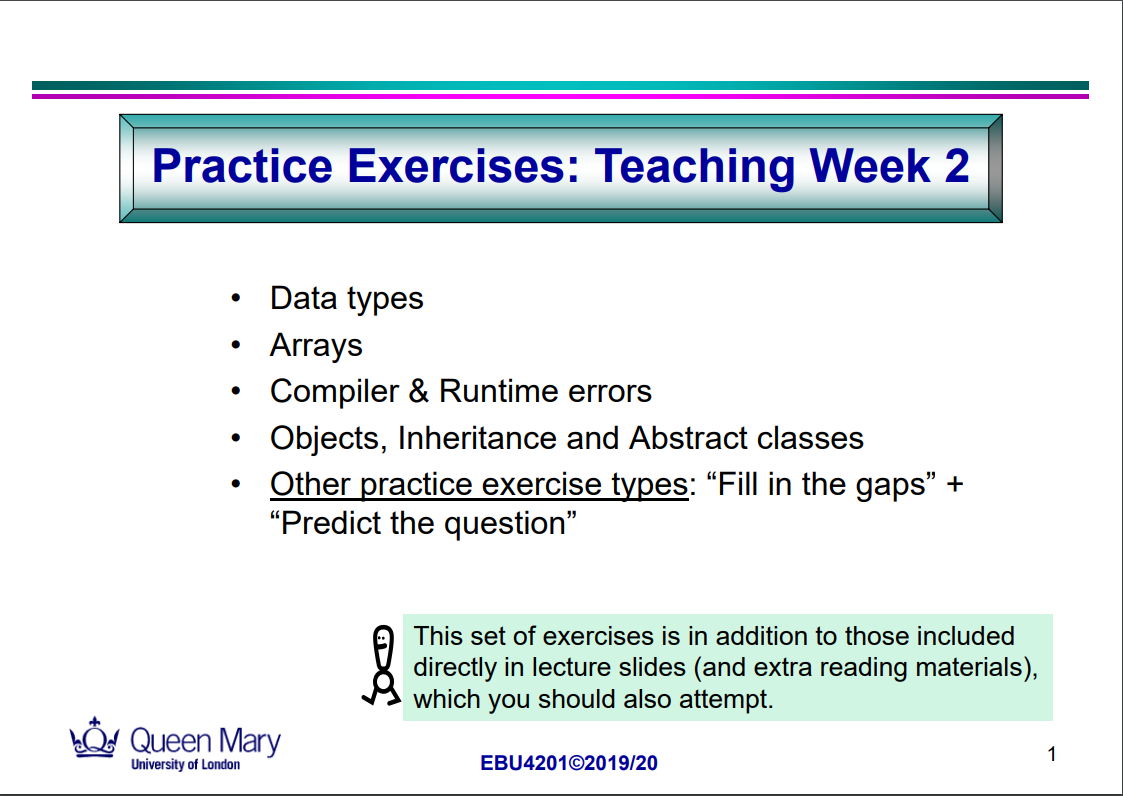 Practice Exercises: Teaching Week 2
• Data types
• Arrays
• Compiler & Runtime errors
• Objects, Inheritance and Abstract classes
• Other practice exercise types: “Fill in the gaps” +
“Predict the question”
This set of exercises is in addition to those included
directly in lecture slides (and extra reading materials),
which you should also attempt.
Queen Mary
University of London
EBU4201©2019/20
1